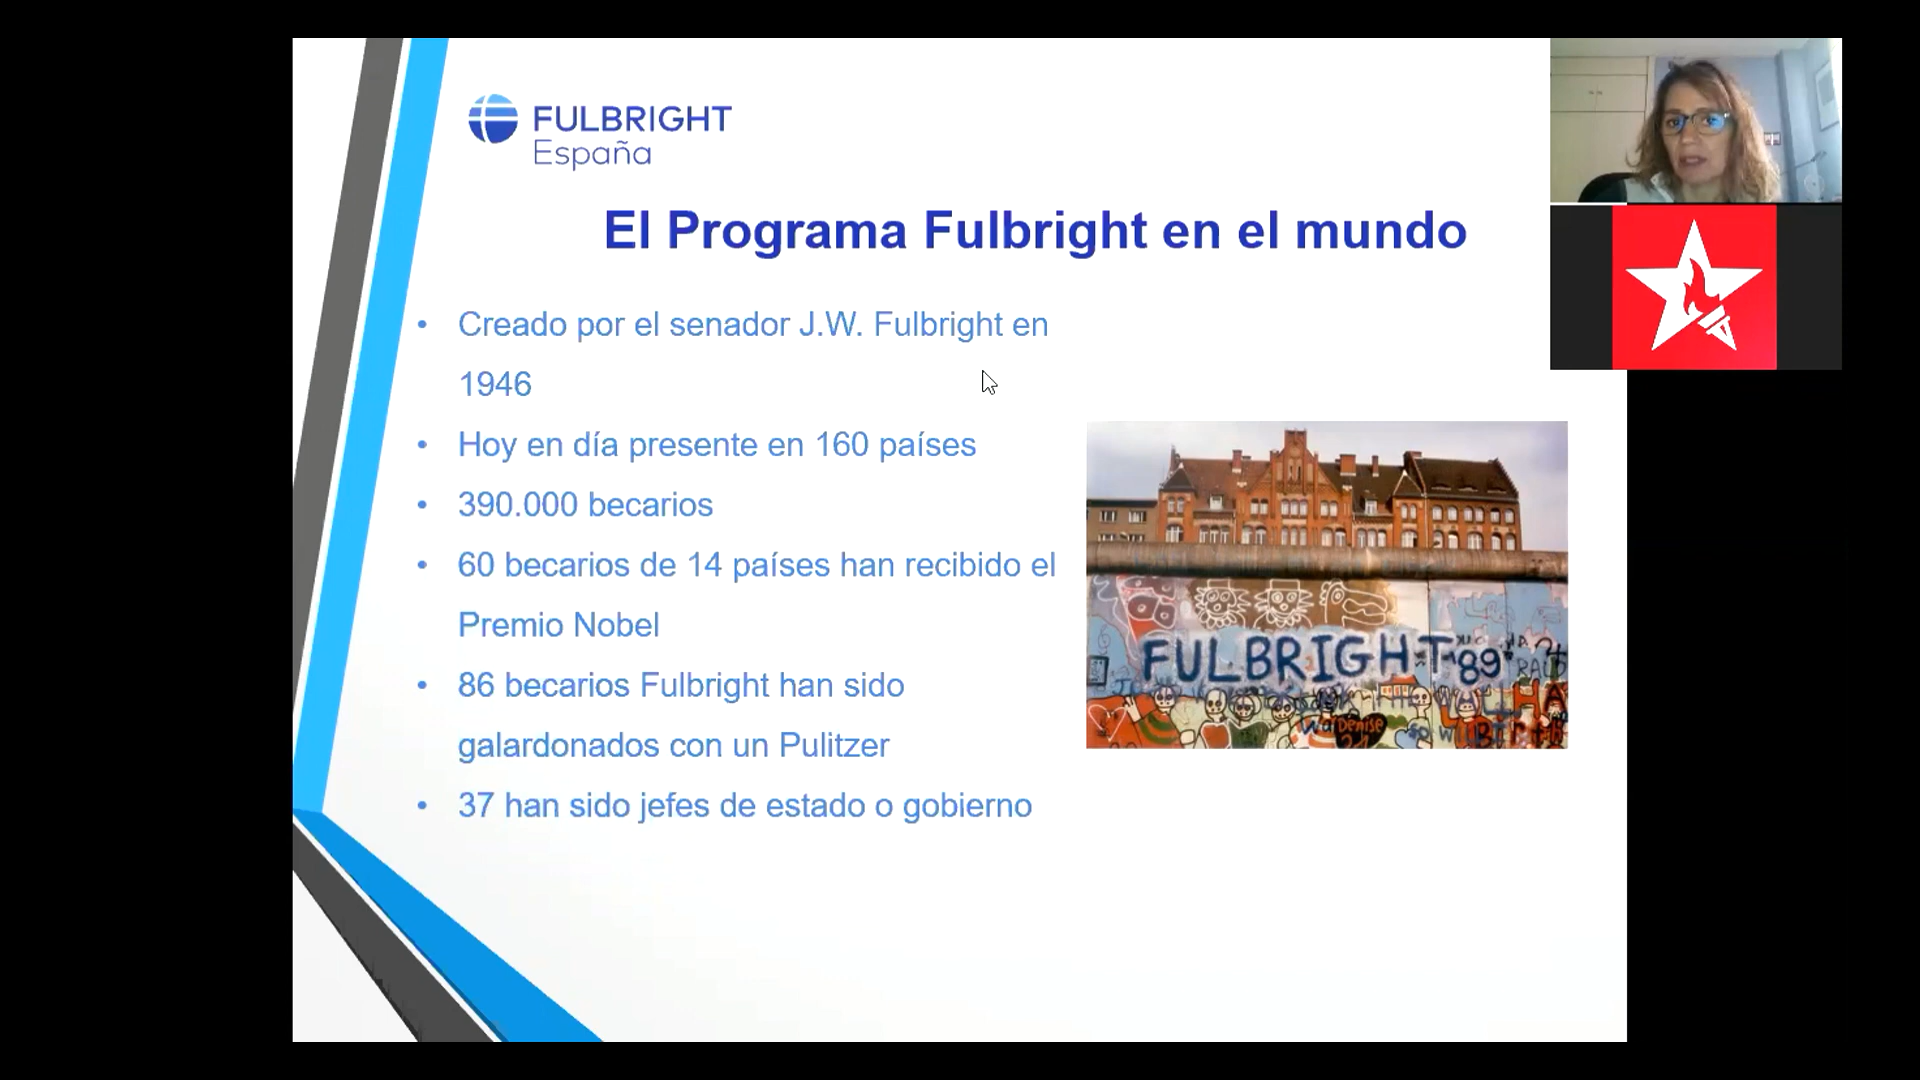 FULBRIGHT
España
El Programa Fulbright en el mundo
• Creado por el senador J.W. Fulbright en
1946
• Hoy en día presente en 160 países
• 390.000 becarios
• 60 becarios de 14 países han recibido el
Premio Nobel
• 86 becarios Fulbright han sido
galardonados con un Pulitzer
• 37 han sido jefes de estado o gobierno
FULBRIGHT '89
Denise